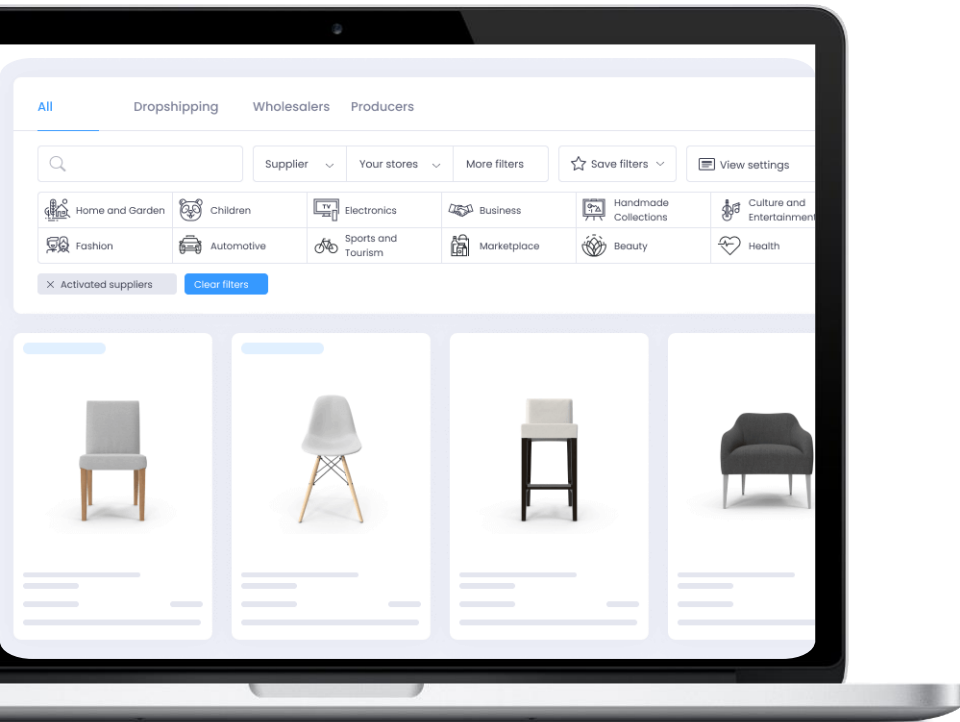 All Dropshipping Wholesalers Producers
Supplier Your stores More filters Save filters View settings
Home and Garden Children TV Electronics Business Handmade Collections Culture and Entertainment
Fashion Automotive Sports and Tourism Marketplace Beauty Health
Activated suppliers Clear filters